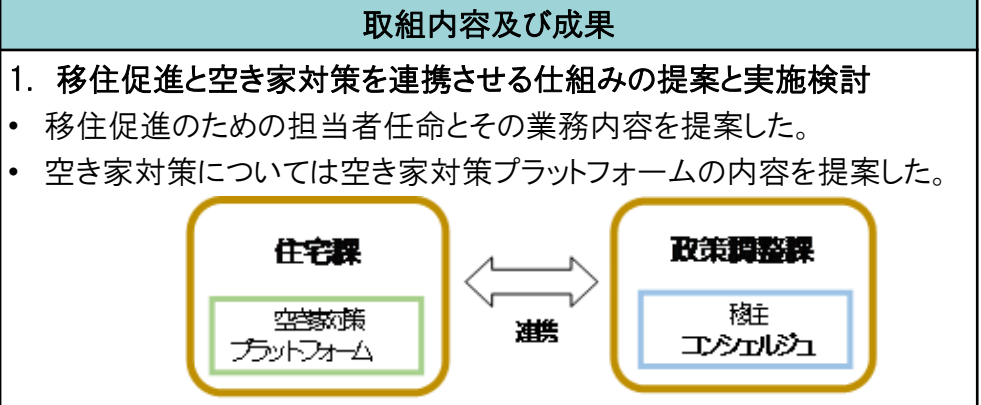 取組内容及び成果
1. 移住促進と空き家対策を連携させる仕組みの提案と実施検討
• 移住促進のための担当者任命とその業務内容を提案した。
• 空き家対策については空き家対策プラットフォームの内容を提案した。
住宅課
政策調整課
空き家対策
プラットフォーム
連携
移住
コンシェルジュ